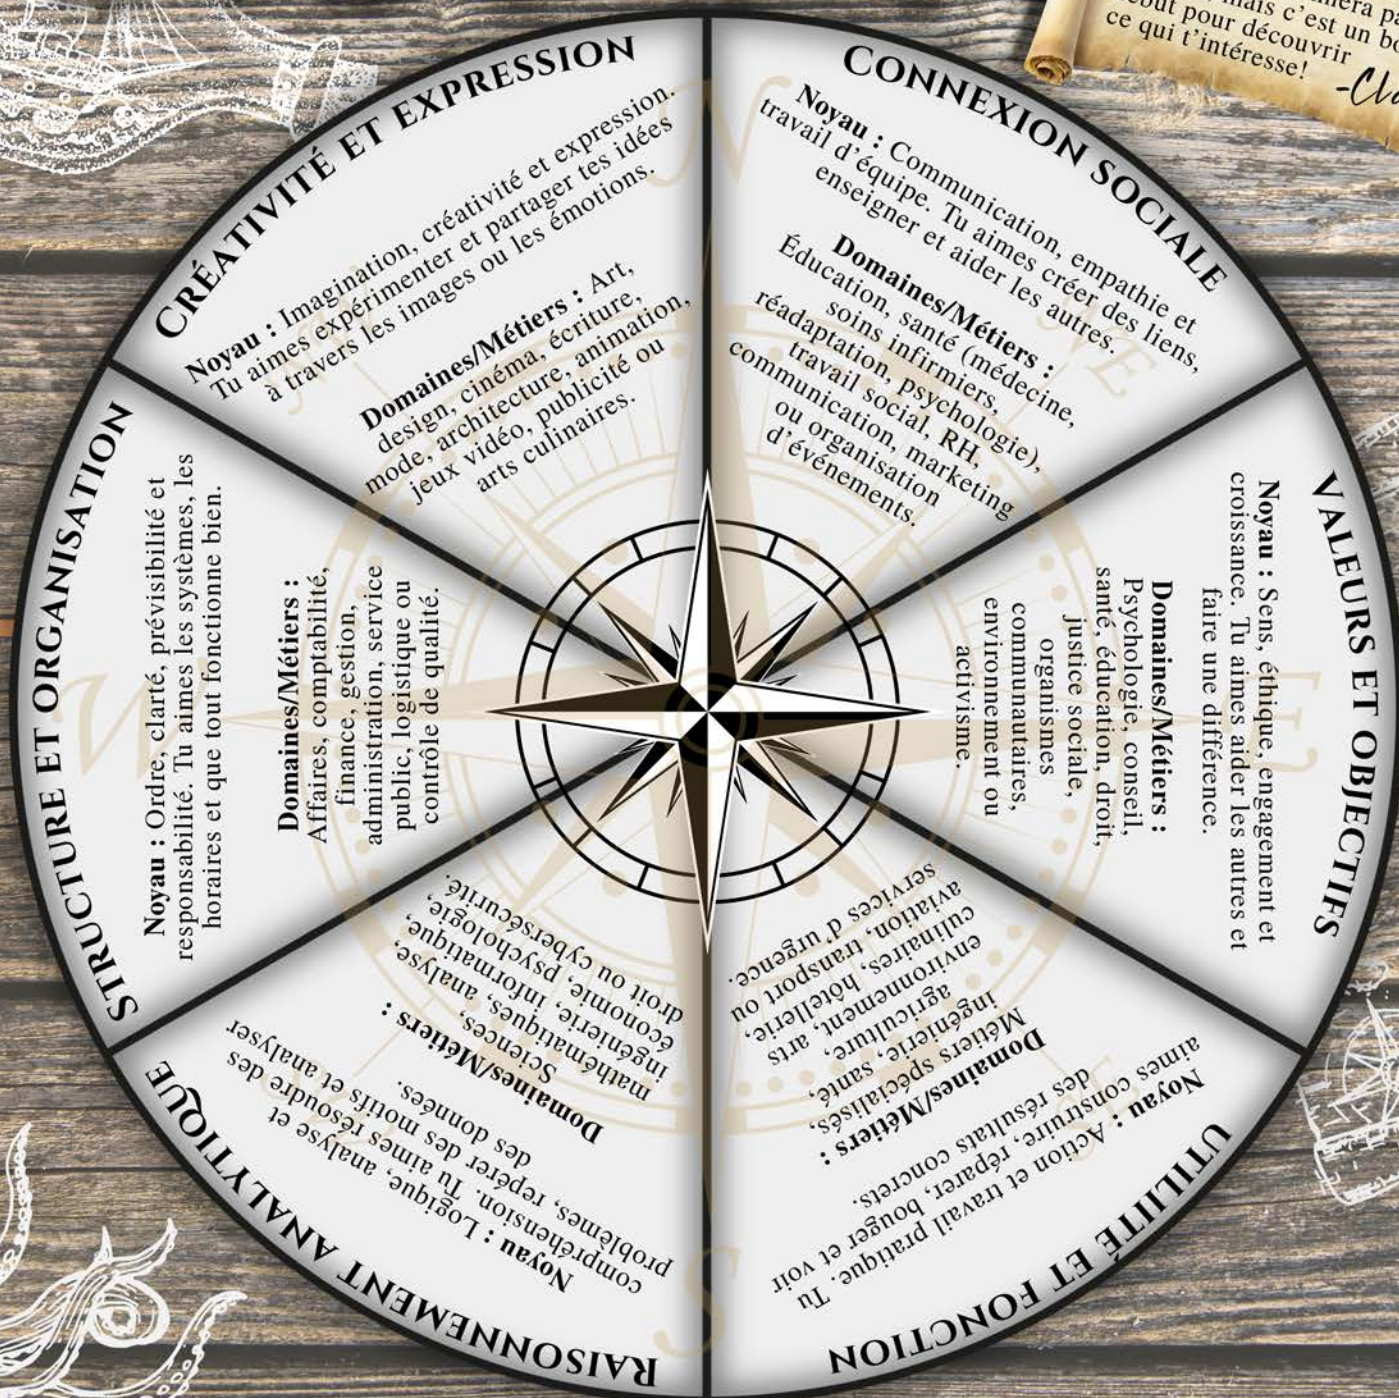 mais c'est un
pour découvrir
ce qui t'intéresse!
CRÉATIVITÉ ET EXPRESSION
Noyau : Imagination, créativité et expression.
Tu aimes expérimenter et partager tes idées
à travers les images ou les émotions.
Domaines/Métiers : Art,
design, cinéma, écriture,
mode, architecture, animation,
jeux vidéo, publicité ou
arts culinaires.
CONNEXION SOCIALE
Noyau : Communication, empathie et
travail d'équipe. Tu aimes créer des liens,
enseigner et aider les autres.
Domaines/Métiers :
Éducation, santé (médecine,
soins infirmiers,
réadaptation, psychologie),
travail social, RH,
communication, marketing
ou organisation
d'événements.
VALEURS ET OBJECTIFS
Noyau : Sens, éthique, engagement et
croissance. Tu aimes aider les autres et
faire une différence.
Domaines/Métiers :
Psychologie, conseil,
santé, éducation, droit,
justice sociale,
organismes
communautaires,
environnement ou
activisme.
UTILITÉ ET FONCTION
Noyau : Action et travail pratique. Tu
aimes construire, réparer, bouger et voir
des résultats concrets.
Domaines/Métiers :
Métiers spécialisés,
ingénierie, santé,
agriculture,
environnement, arts
culinaires, hôtellerie,
aviation, transport ou
services d'urgence.
RAISONNEMENT ANALYTIQUE
Noyau : Logique, analyse et
compréhension. Tu aimes résoudre des
problèmes, repérer des motifs et analyser
des données.
Domaines/Métiers :
Sciences, analyse,
mathématiques,
ingénierie, informatique,
économie, psychologie,
droit ou cybersécurité.
STRUCTURE ET ORGANISATION
Noyau : Ordre, clarté, prévisibilité et
responsabilité. Tu aimes les systèmes, les
horaires et que tout fonctionne bien.
Domaines/Métiers :
Affaires, comptabilité,
finance, gestion,
administration, service
public, logistique ou
contrôle de qualité.
N
NE
E
SE
S
W